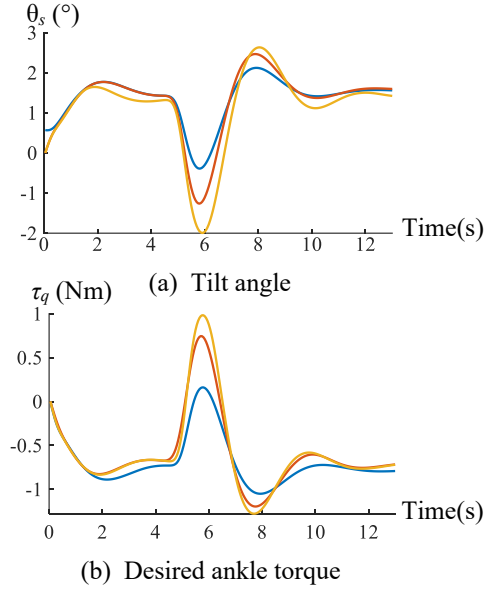 θs (°)
3
2
1
0
-1
-2
0 2 4 6 8 10 12
Time(s)
(a) Tilt angle
τq (Nm)
1
0.5
0
-0.5
-1
0 2 4 6 8 10 12
Time(s)
(b) Desired ankle torque